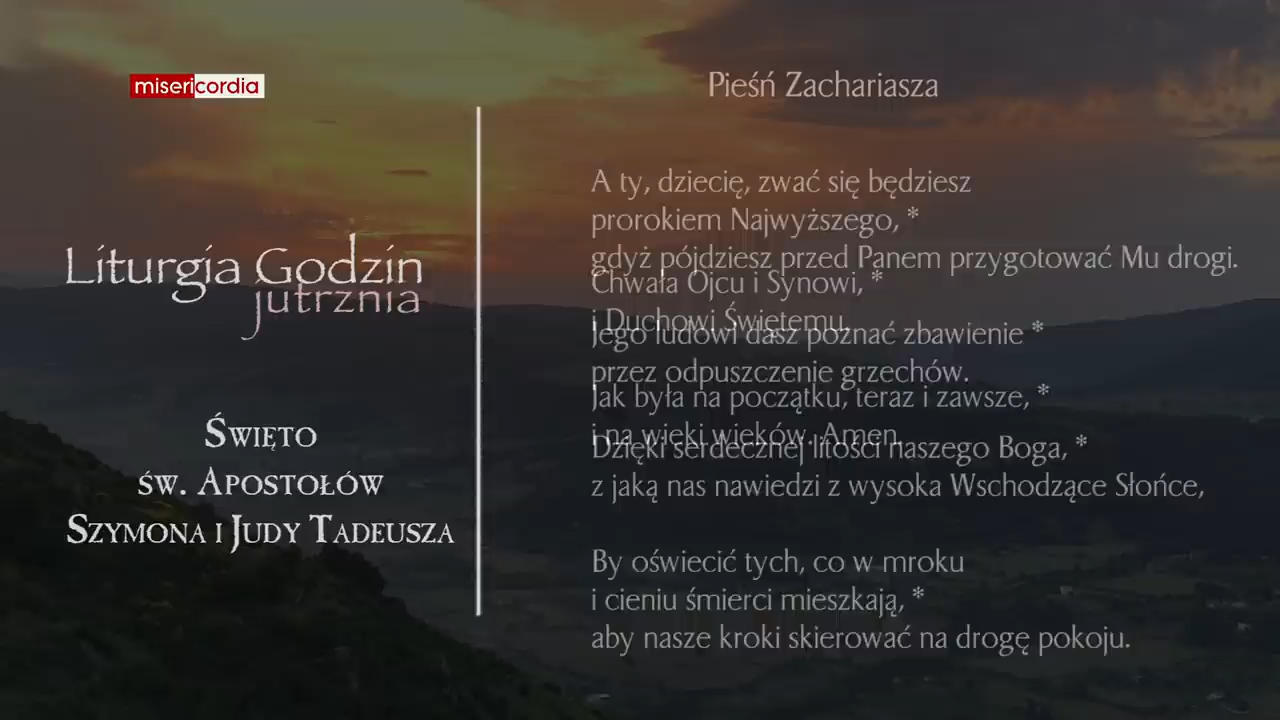 misericordia
Liturgia Godzin
jutrznia
Święto
św. Apostołów
Szymona i Judy Tadeusza
Pieśń Zachariasza
A ty, dziecię, zwać się będziesz
prorokiem Najwyższego, *
gdyż pójdziesz przed Panem przygotować Mu drogi.
Chwała Ojcu i Synowi, *
i Duchowi Świętemu,
Jego ludowi dasz poznać zbawienie *
przez odpuszczenie grzechów.
Jak była na początku, teraz i zawsze, *
i na wieki wieków. Amen.
Dzięki serdecznej litości naszego Boga, *
z jaką nas nawiedzi z wysoka Wschodzące Słońce,
By oświecić tych, co w mroku
i cieniu śmierci mieszkają, *
aby nasze kroki skierować na drogę pokoju.